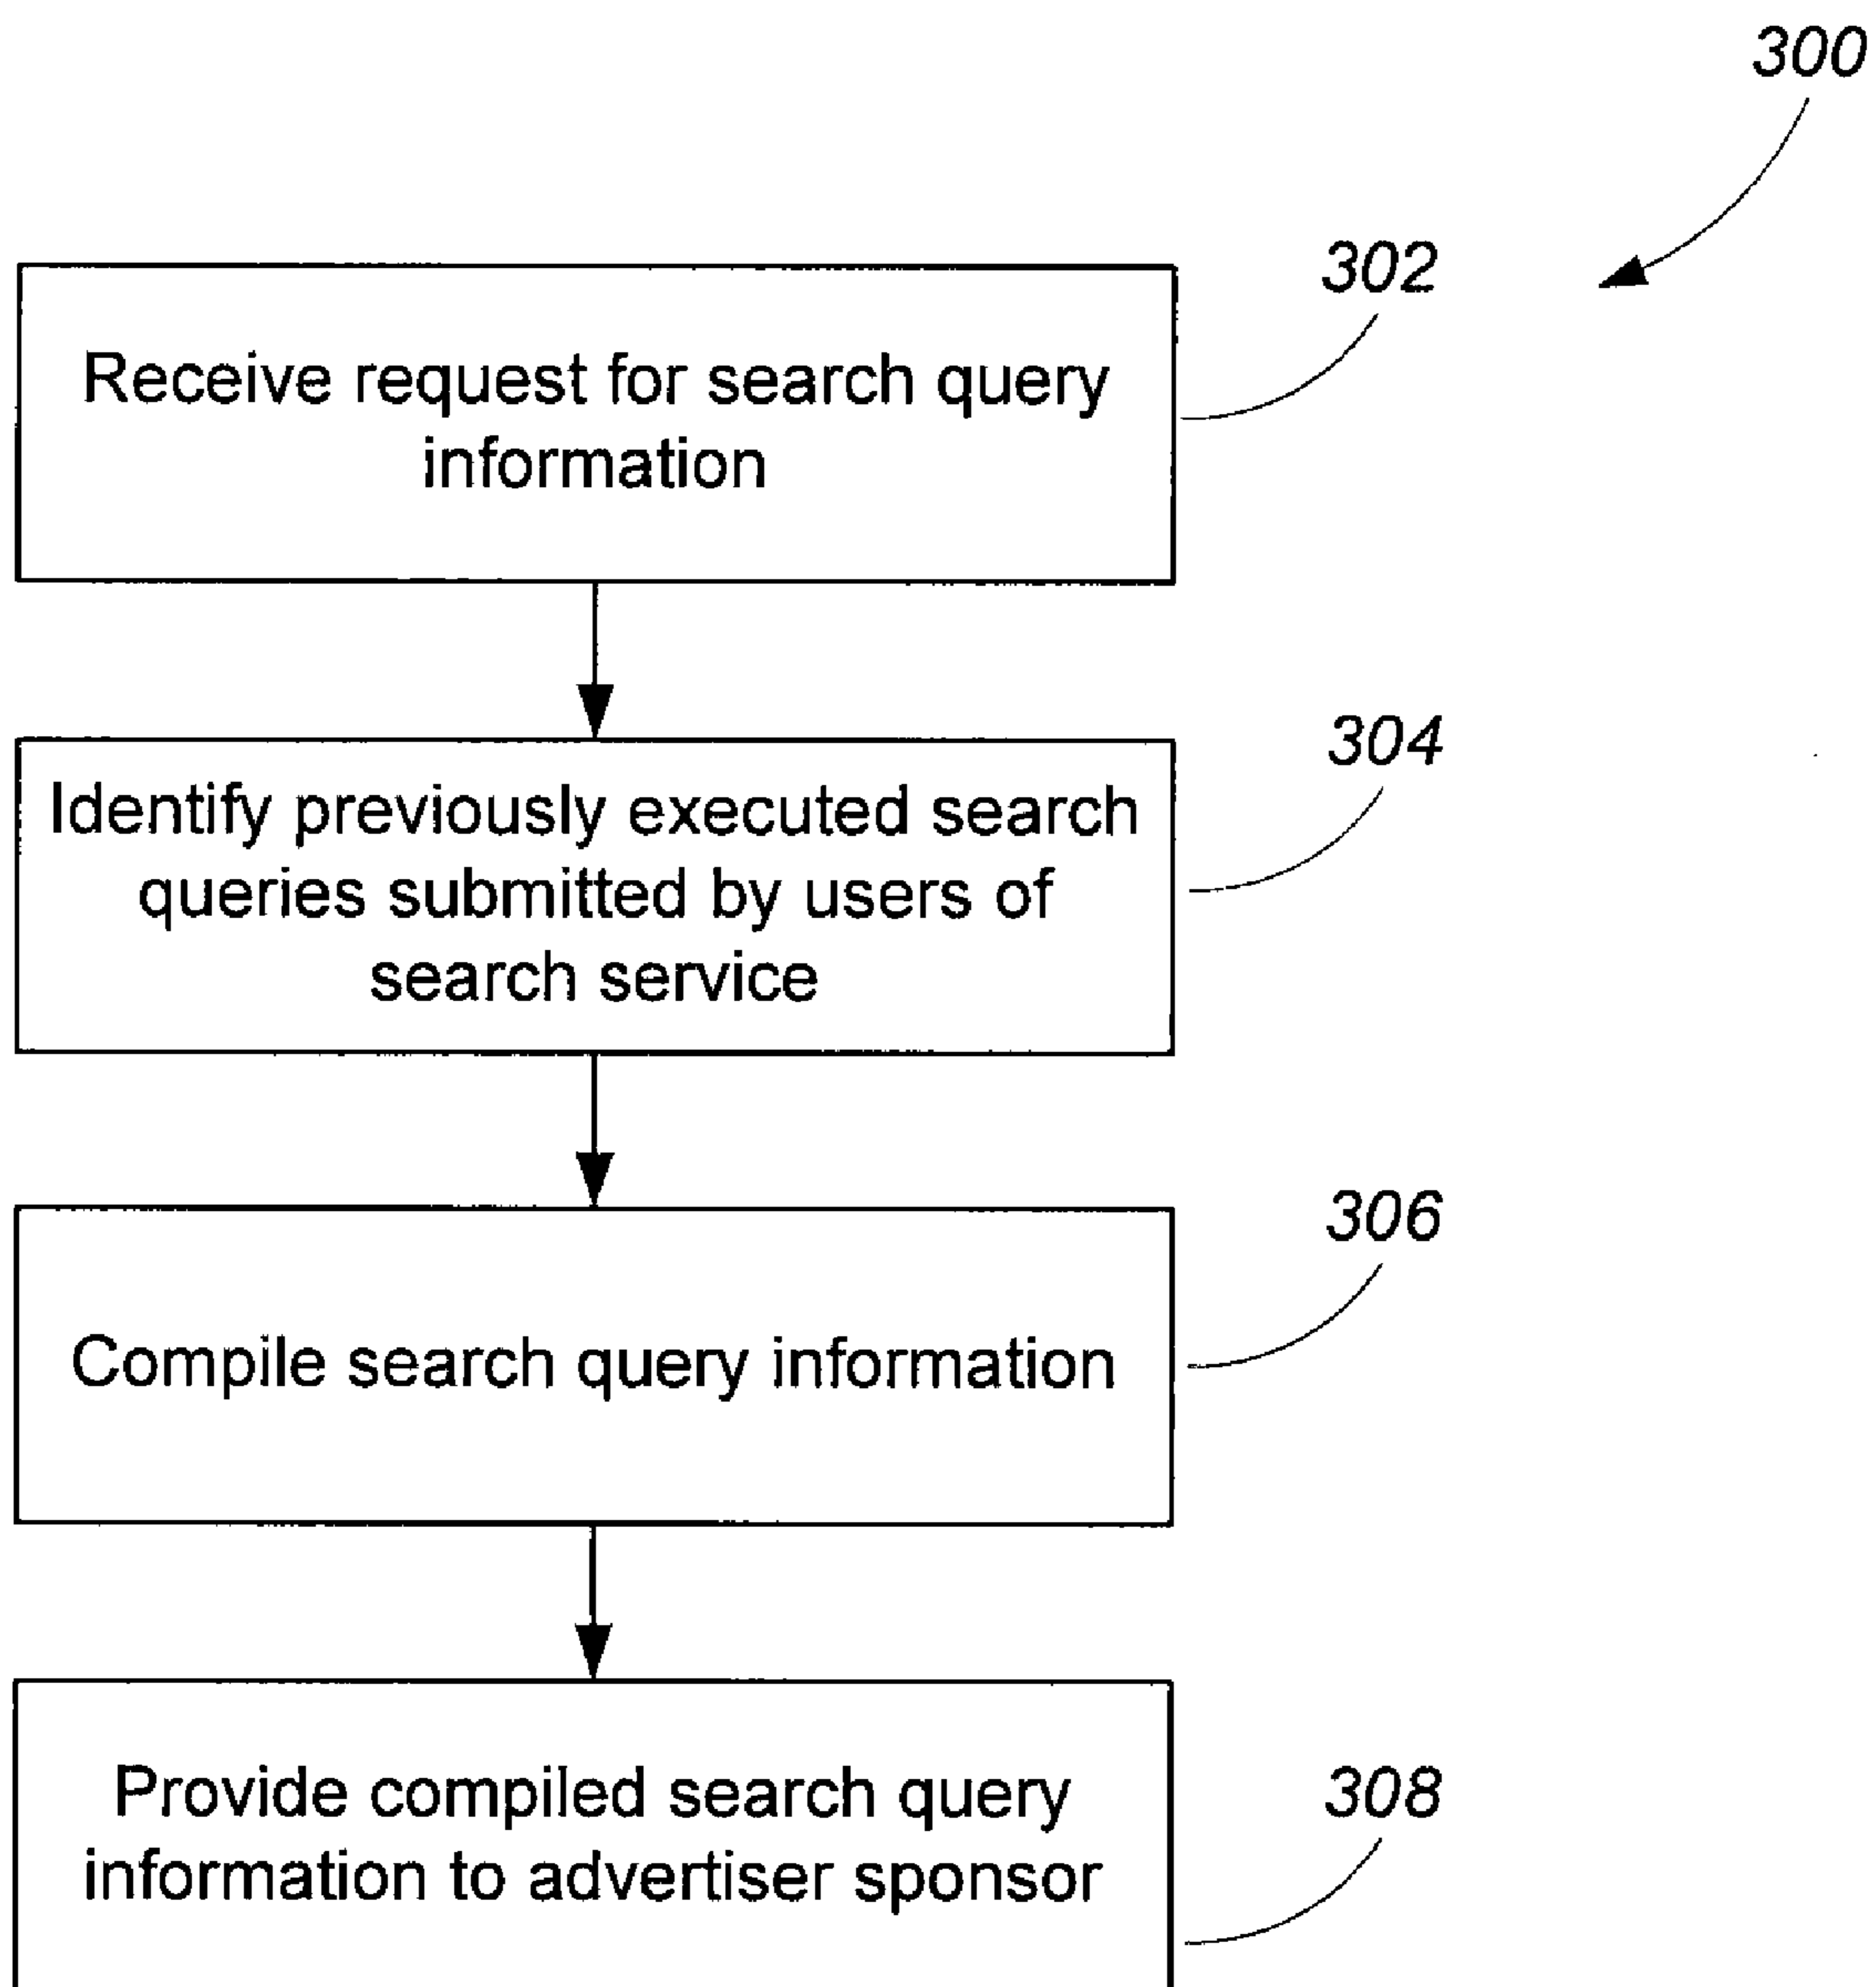 300
302
Receive request for search query
information
304
Identify previously executed search
queries submitted by users of
search service
306
Compile search query information
308
Provide compiled search query
information to advertiser sponsor